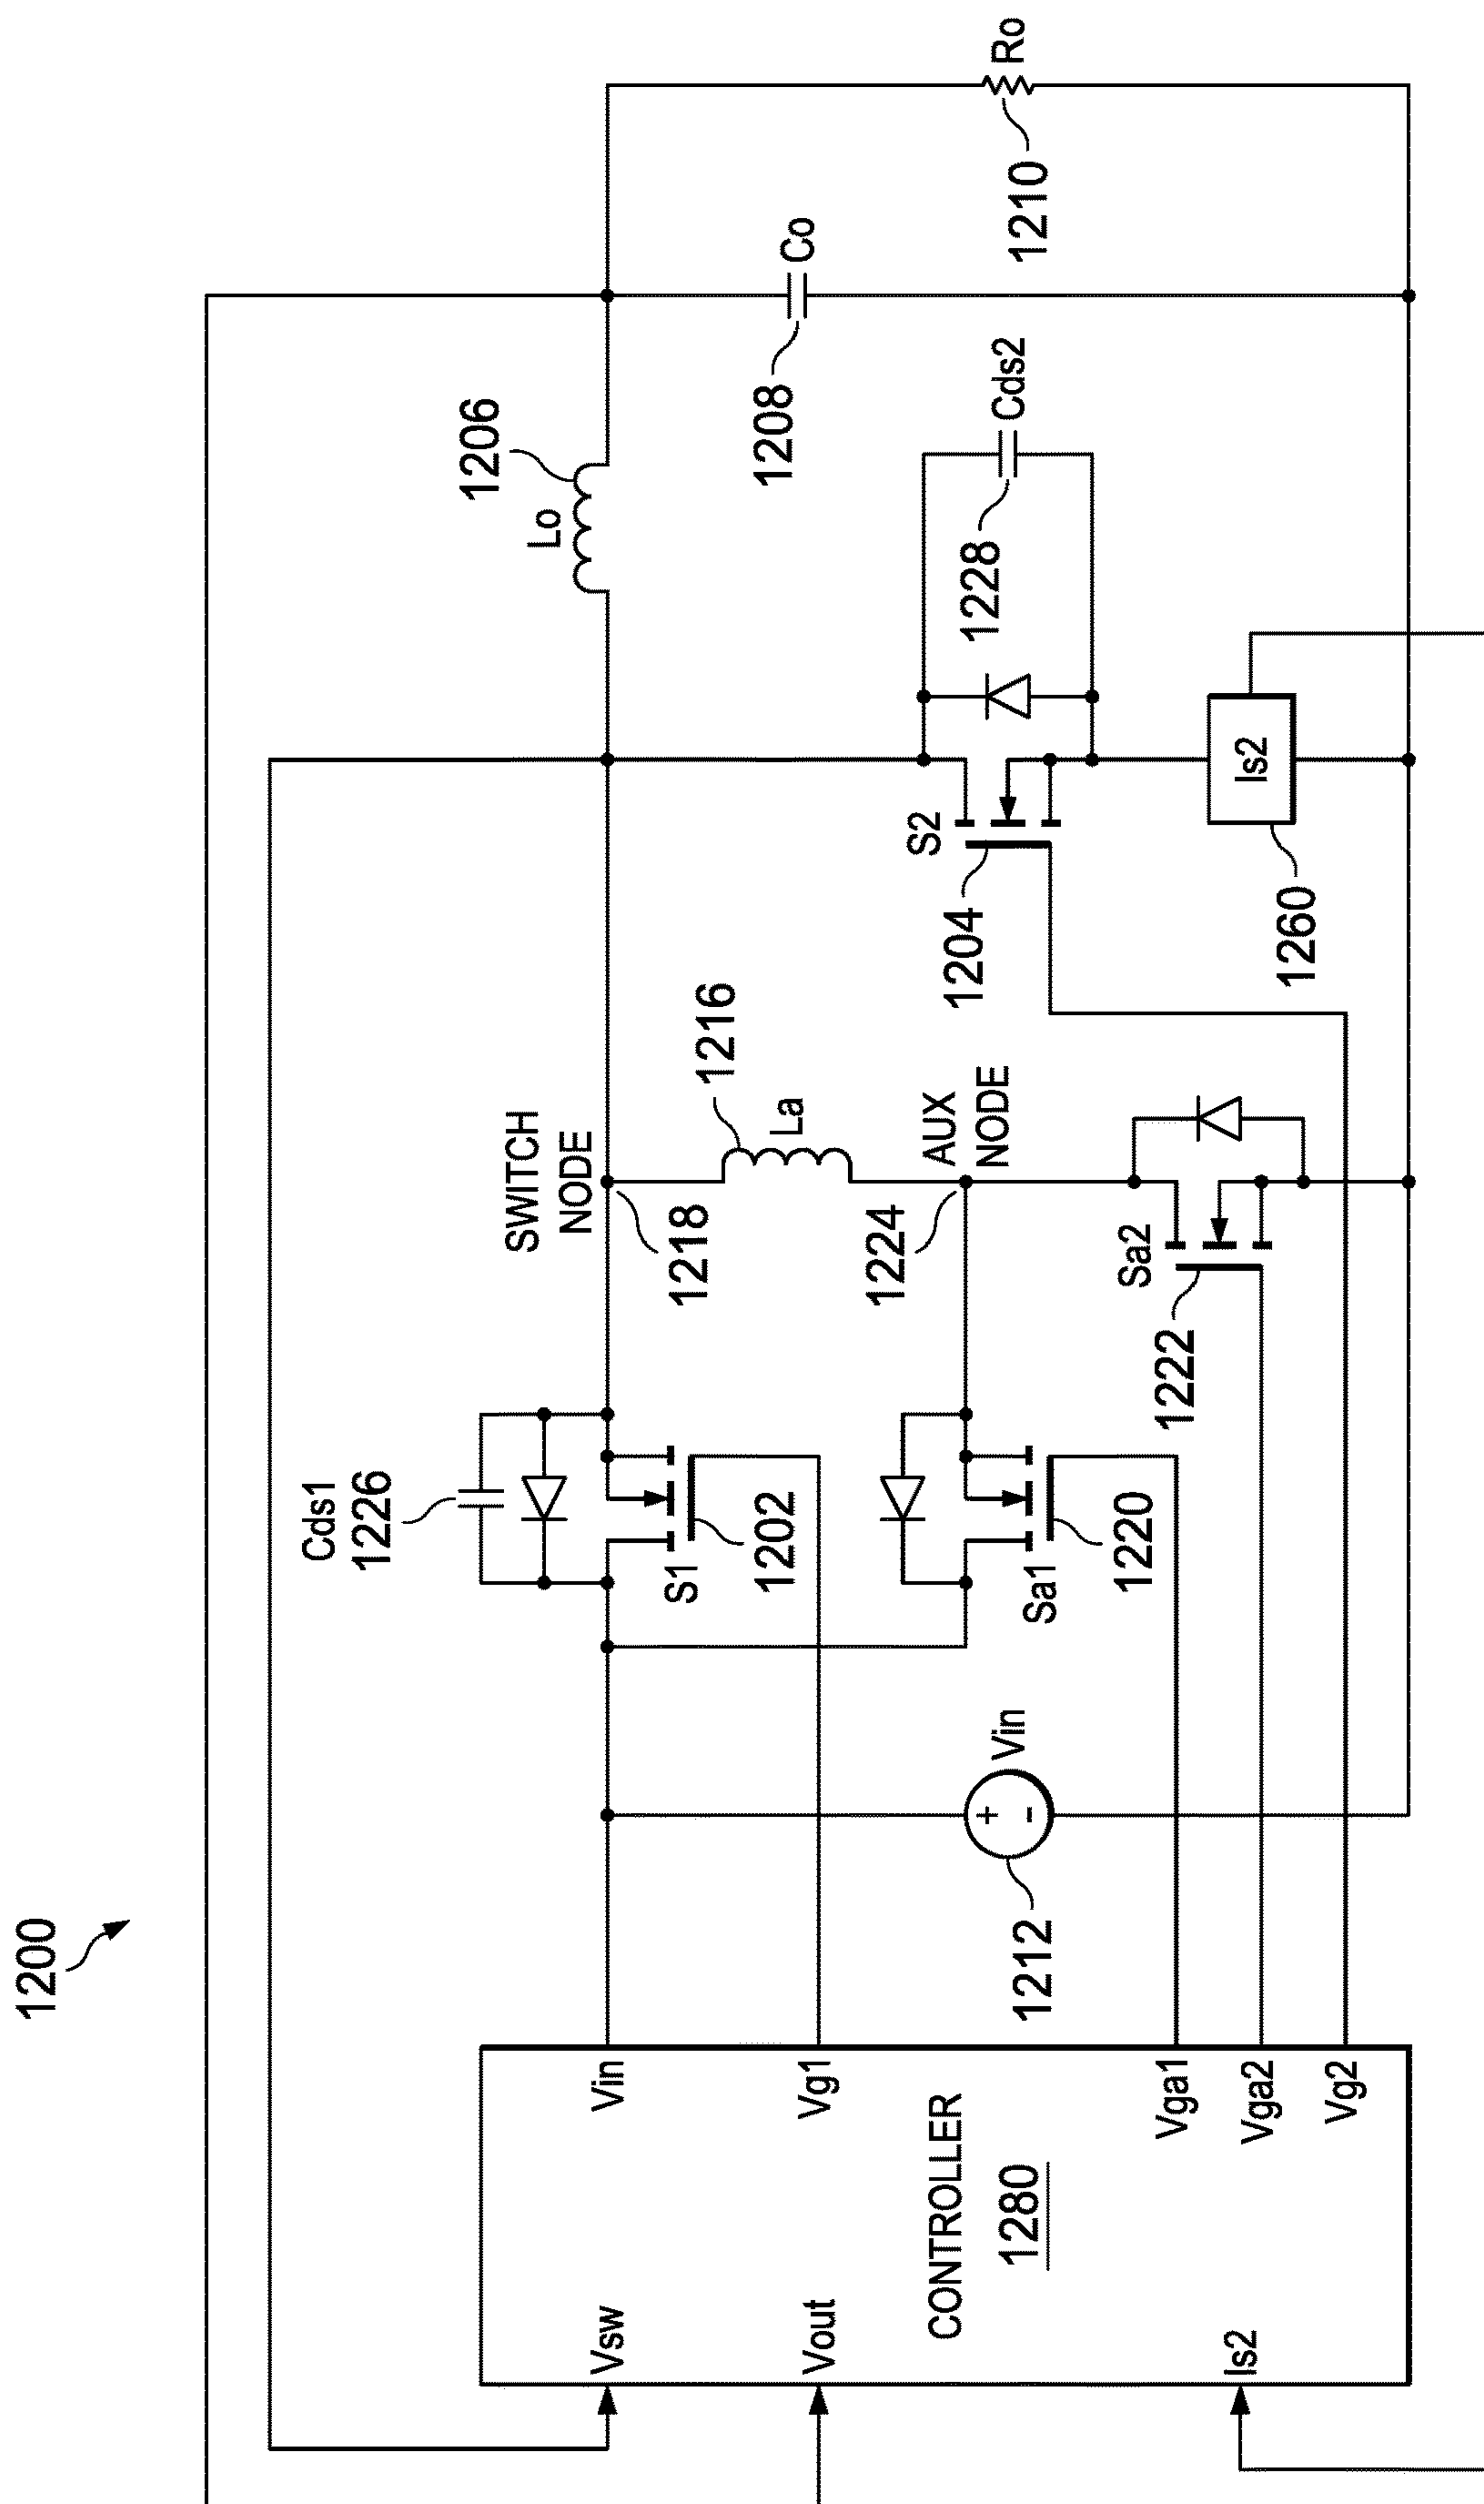 1200
Cds1
1226
SWITCH
NODE
1218
1216
La
Lo
1206
S1
1202
AUX
NODE
1224
S2
1204
1228
Cds2
1208
Co
Ro
1210
Sa1
1220
Sa2
1222
Is2
1260
Vin
+
-
1212
Vsw
Vin
Vout
Vg1
CONTROLLER
1280
Vga1
Is2
Vga2
Vg2